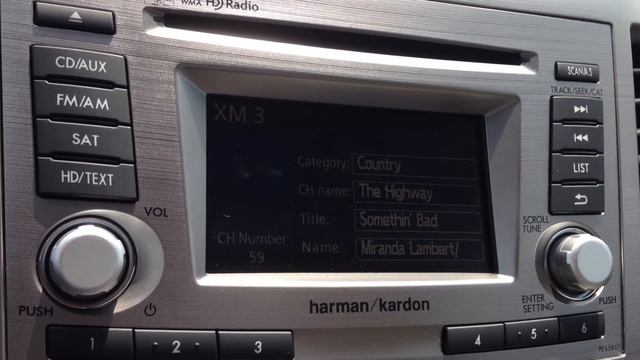 WMA HD Radio
CD/AUX
FM/AM
SAT
HD/TEXT
VOL
PUSH
XM 3
Category: Country
CH name: The Highway
Title: Somethin' Bad
Name: Miranda Lambert/
CH Number
59
SCAN/AS
TRACK/SEEK/CAT
LIST
SCROLL
TUNE
ENTER
SETTING
PUSH
harman/kardon
1
2
3
4
5
6